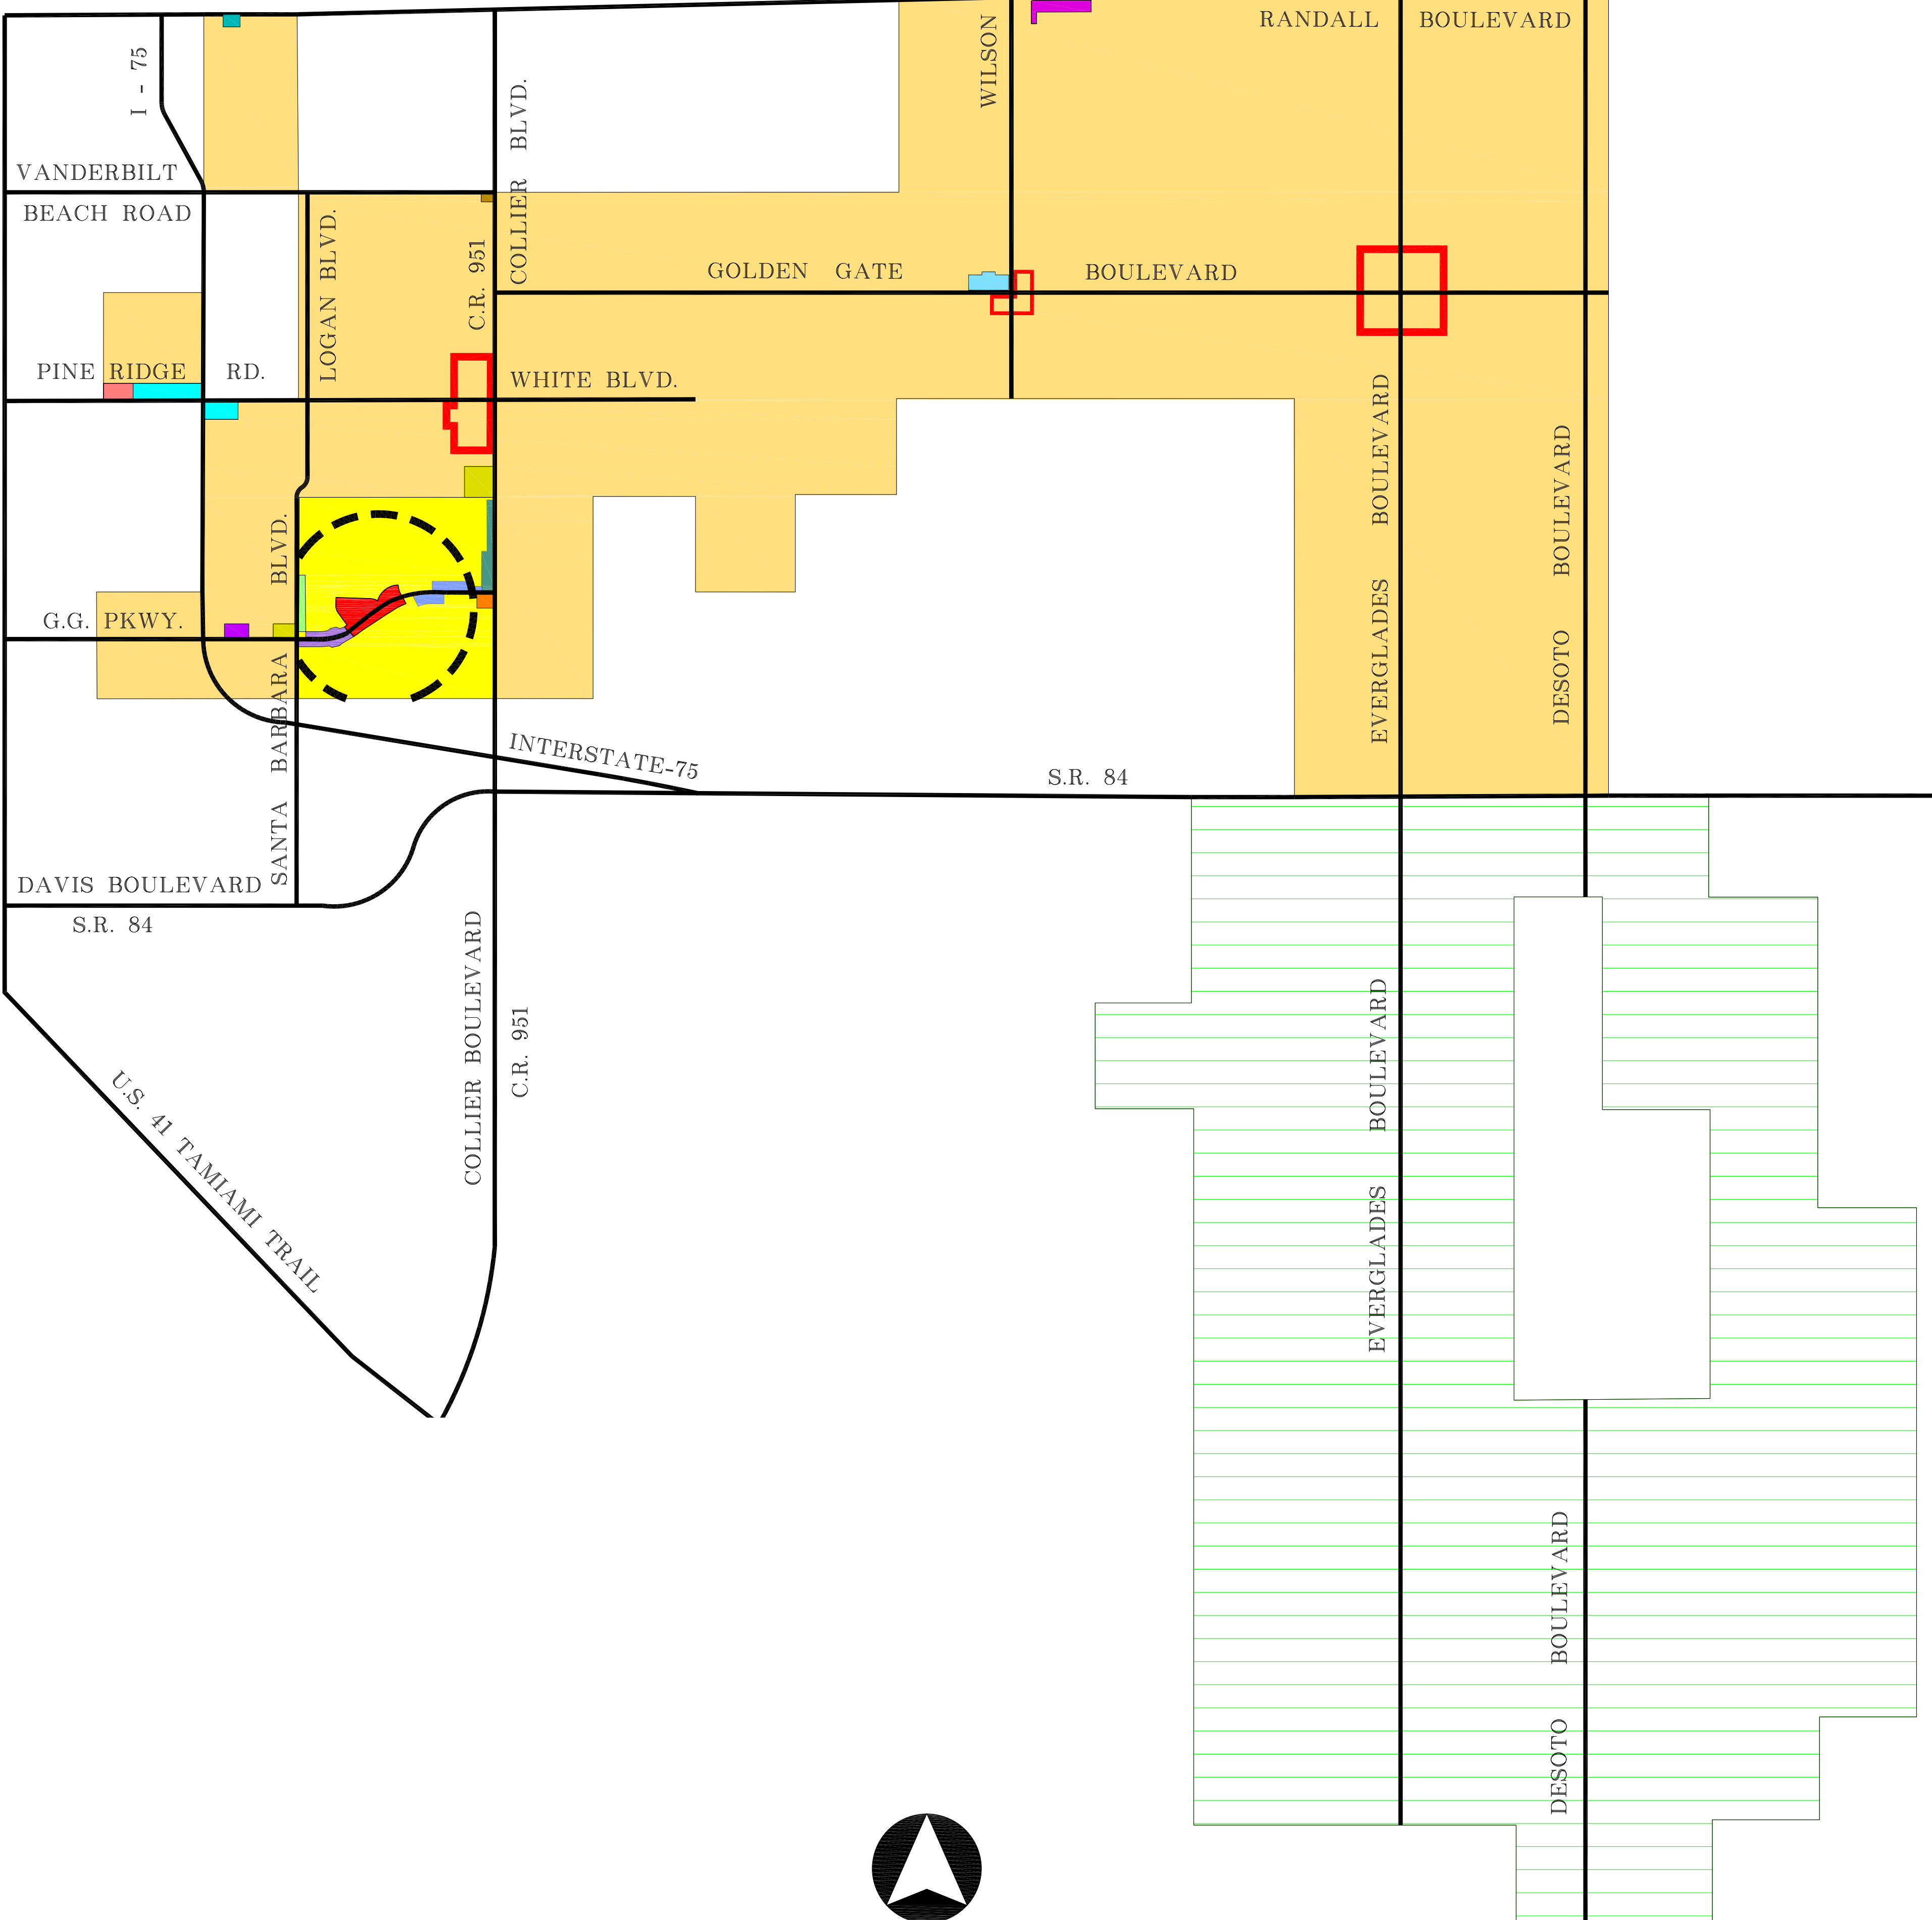 RANDALL BOULEVARD
WILSON
I - 75
COLLIER BLVD.
VANDERBILT
BEACH ROAD
LOGAN BLVD.
C.R. 951
GOLDEN GATE BOULEVARD
PINE RIDGE RD.
WHITE BLVD.
EVERGLADES BOULEVARD
DESOTO BOULEVARD
G.G. PKWY.
SANTA BARBARA BLVD.
INTERSTATE-75
S.R. 84
DAVIS BOULEVARD
S.R. 84
COLLIER BOULEVARD
C.R. 951
U.S. 41 TAMIAMI TRAIL
EVERGLADES BOULEVARD
DESOTO BOULEVARD